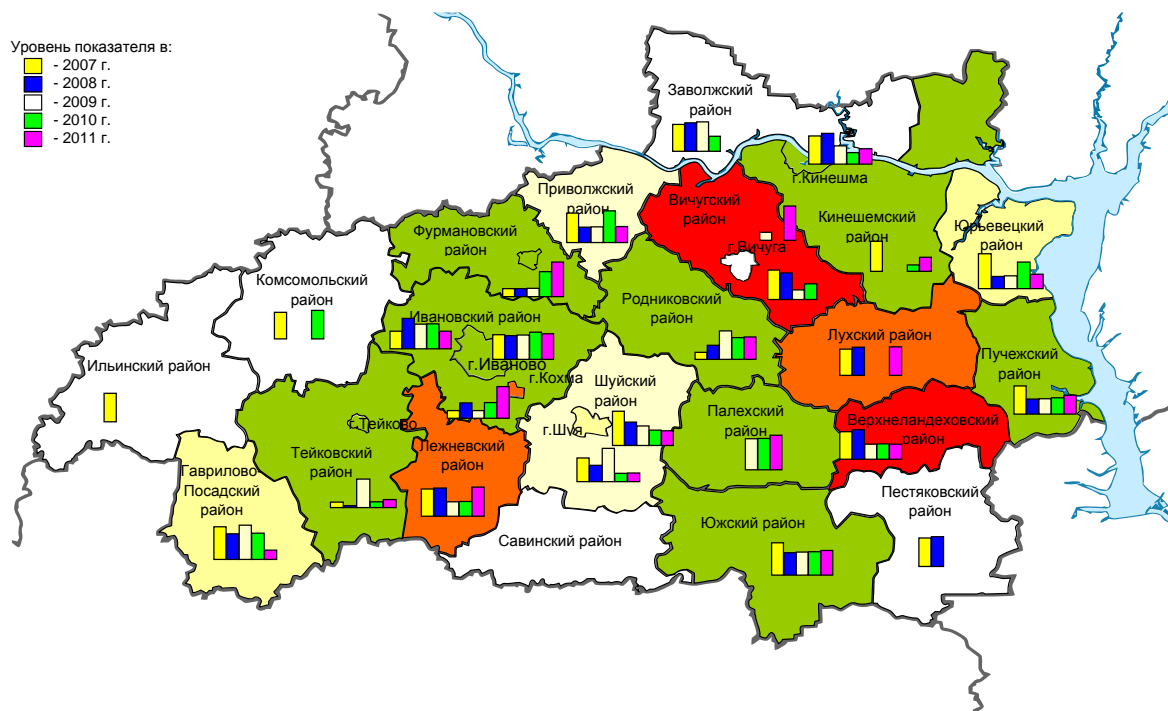 Уровень показателя в:
- 2007 г.
- 2008 г.
- 2009 г.
- 2010 г.
- 2011 г.
Заволжский
район
г.Кинешма
Приволжский
район
Вичугский
район
Кинешемский
район
Юрьевецкий
район
Фурмановский
район
г.Вичуга
Комсомольский
район
Родниковский
район
Ивановский район
Лухский район
Ильинский район
г.Иваново
Пучежский
район
г.Кохма
Шуйский
район
Палехский
район
Верхнеландеховский
район
г.Тейково
г.Шуя
Лежневский
район
Тейковский
район
Гаврилово-
Посадский
район
Пестяковский
район
Южский район
Савинский район